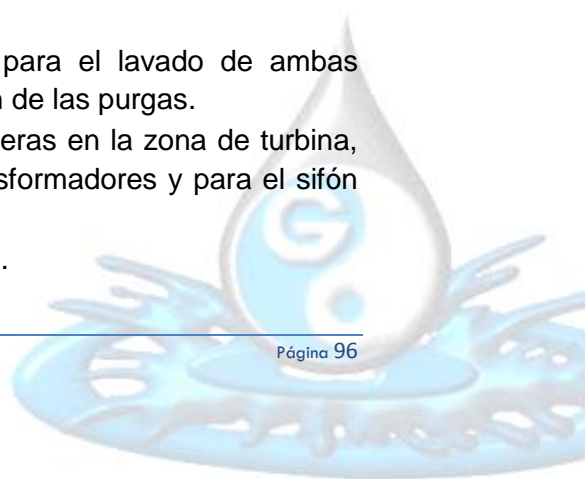 para el lavado de ambas
de las purgas.
eras en la zona de turbina,
sformadores y para el sifón
.
Página 96
G